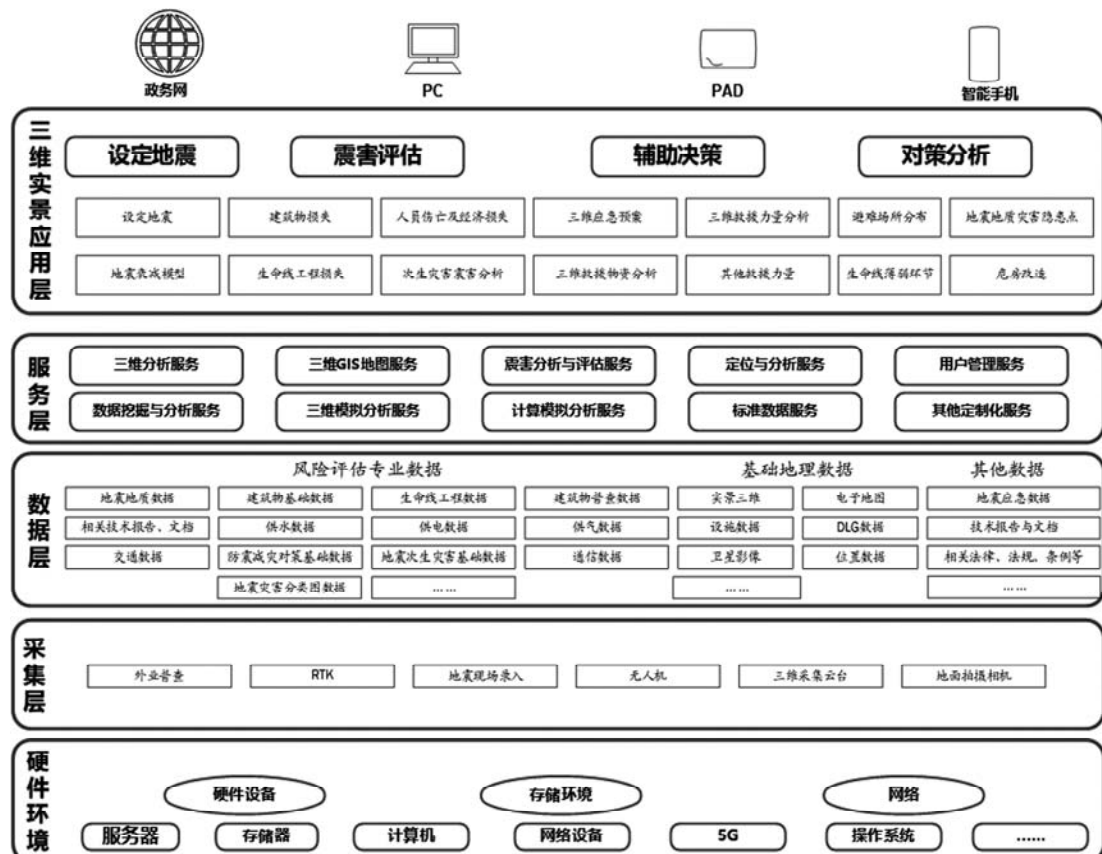 政务网 PC PAD 智能手机
三维实景应用层
设定地震 震害评估 辅助决策 对策分析
设定地震 建筑物损失 人员伤亡及经济损失 三维应急预案 三维救援力量分析 避难场所分布 地震地质灾害隐患点
地震衰减模型 生命线工程损失 次生灾害震害分析 三维救援物资分析 其他救援力量 生命线薄弱环节 危房改造
服务层
三维分析服务 三维GIS地图服务 震害分析与评估服务 定位与分析服务 用户管理服务
数据挖掘与分析服务 三维模拟分析服务 计算模拟分析服务 标准数据服务 其他定制化服务
数据层
风险评估专业数据 基础地理数据 其他数据
地震地质数据 建筑物基础数据 生命线工程数据 建筑物普查数据 实景三维 电子地图 地震应急数据
相关技术报告、文档 供水数据 供电数据 供气数据 设施数据 DLG数据 技术报告与文档
交通数据 防震减灾对策基础数据 地震次生灾害基础数据 通信数据 卫星影像 位置数据 相关法律、法规、条例等
地震灾害分类图数据 …… …… ……
采集层
外业普查 RTK 地震现场录入 无人机 三维采集云台 地面拍摄相机
硬件环境
硬件设备 存储环境 网络
服务器 存储器 计算机 网络设备 5G 操作系统 ……